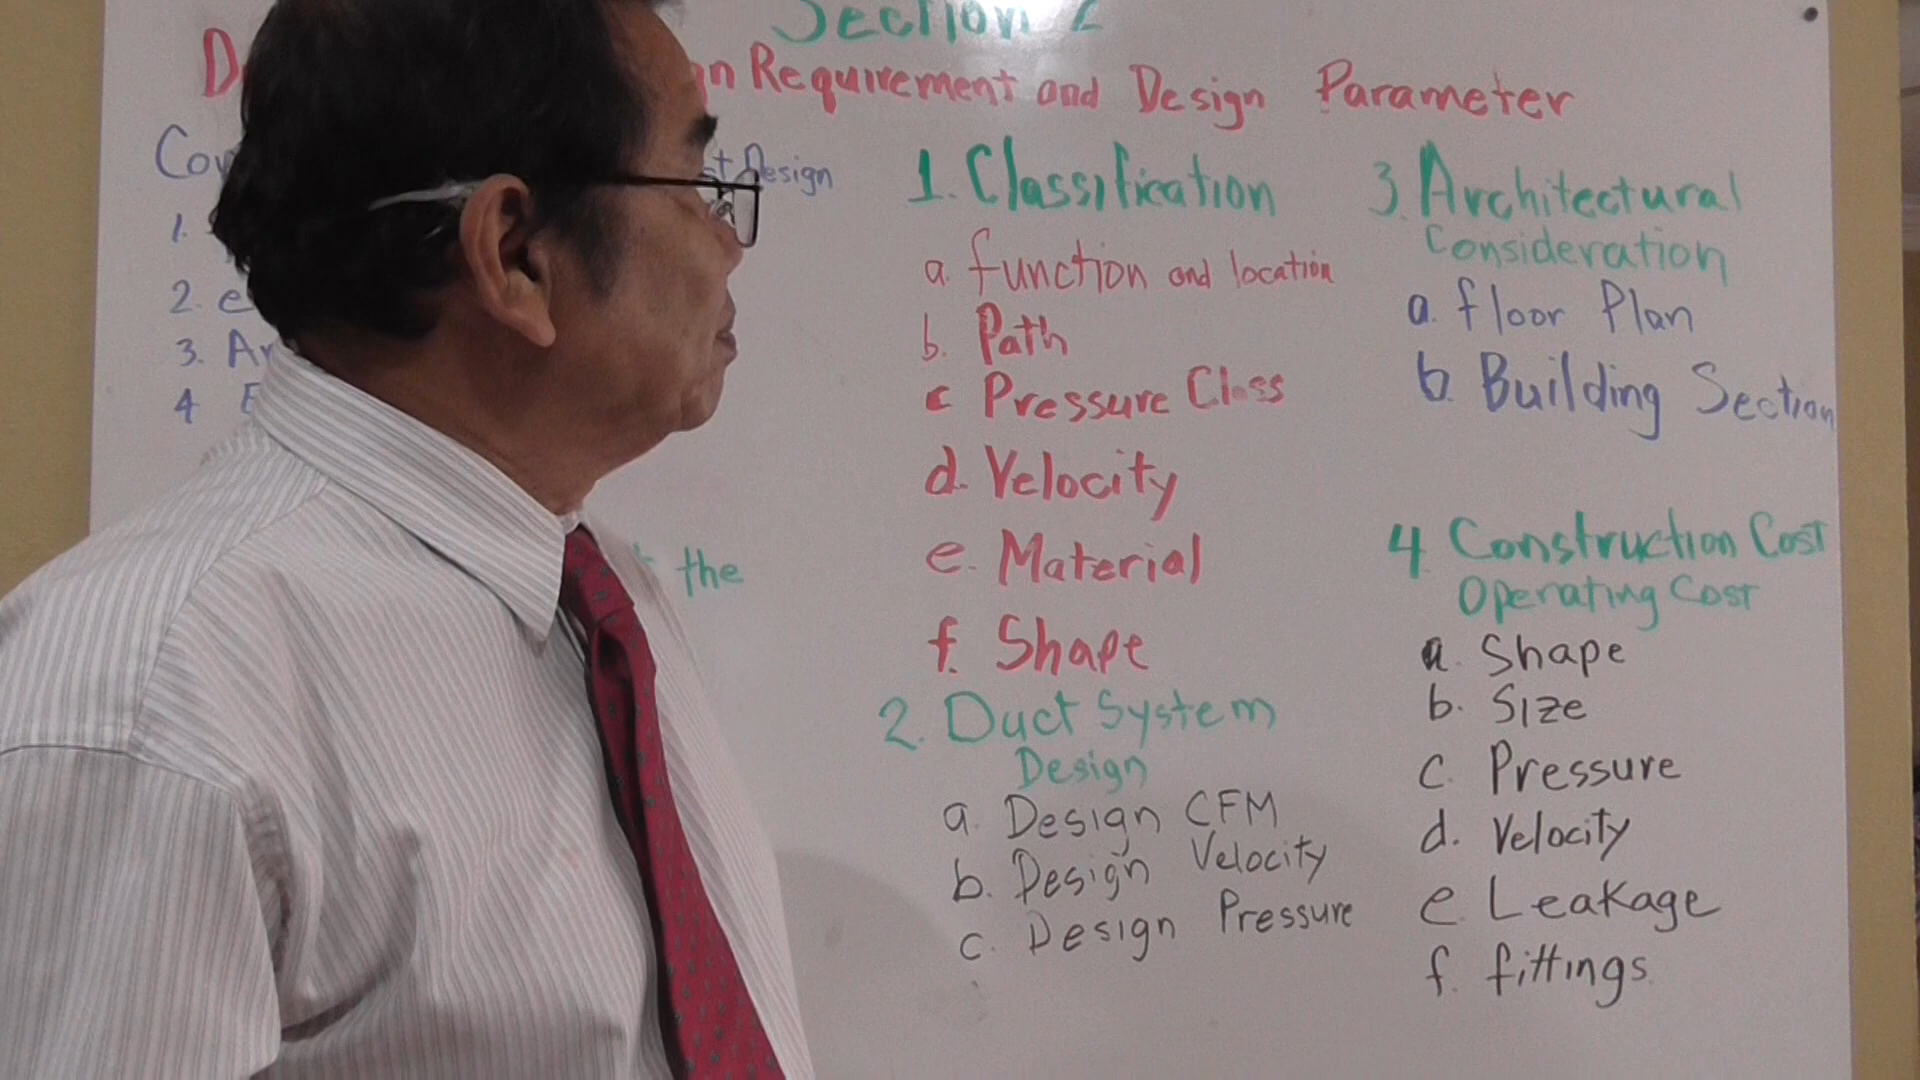 Section 2
Requirement and Design Parameter
Design
1.
2. e
3. Ar
4
the
1. Classification
a. function and location
b. Path
c Pressure Class
d. Velocity
e. Material
f. Shape
2. Duct System
Design
a. Design CFM
b. Design Velocity
c. Design Pressure
3. Architectural
Consideration
a. floor Plan
b. Building Section
4. Construction Cost
Operating Cost
a. Shape
b. Size
c. Pressure
d. Velocity
e. Leakage
f. fittings